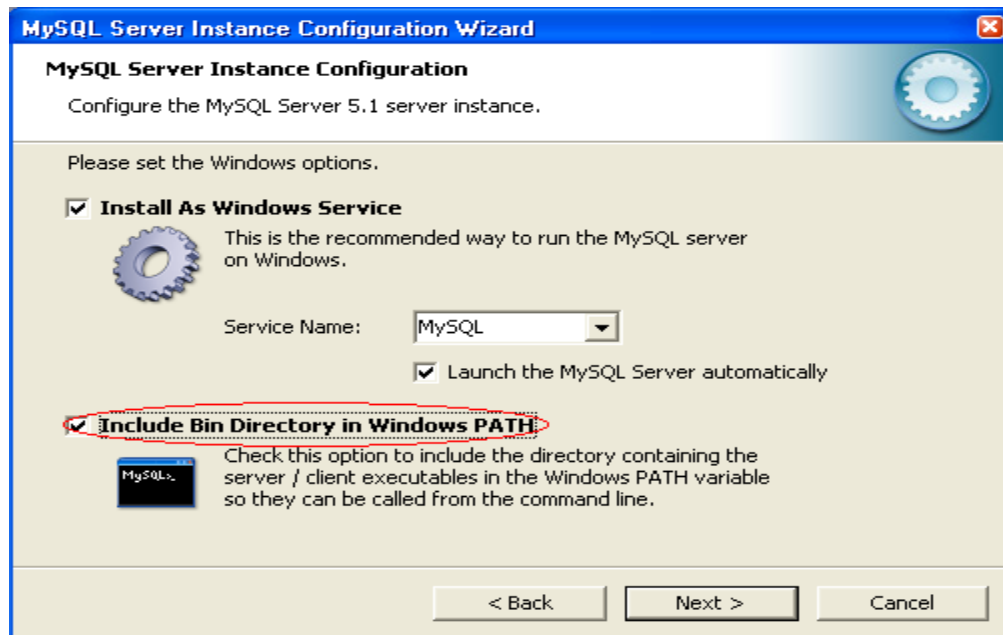 MySQL Server Instance Configuration Wizard
MySQL Server Instance Configuration
Configure the MySQL Server 5.1 server instance.
Please set the Windows options.
Install As Windows Service
This is the recommended way to run the MySQL server
on Windows.
Service Name: MySQL
Launch the MySQL Server automatically
Include Bin Directory in Windows PATH
Check this option to include the directory containing the
server / client executables in the Windows PATH variable
so they can be called from the command line.
MySQL>_
< Back Next > Cancel